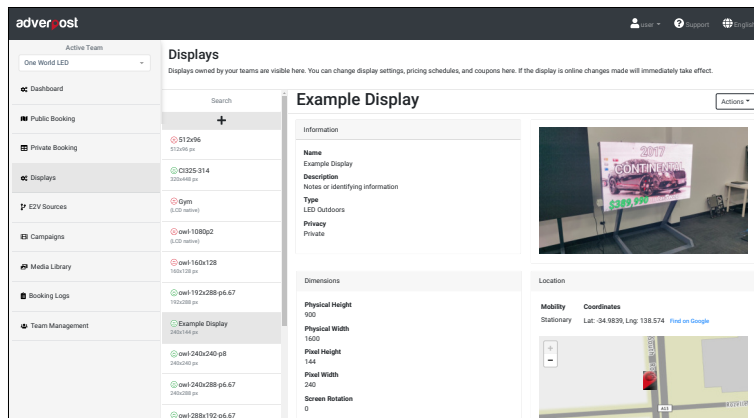 adverpost
user
Support
English
Active Team
One World LED
Dashboard
Public Booking
Private Booking
Displays
E2V Sources
Campaigns
Media Library
Booking Logs
Team Management
Displays
Displays owned by your teams are visible here. You can change display settings, pricing schedules, and coupons here. If the display is online changes made will immediately take effect.
Search
+
512x96
512x96 px
CI325-314
320x448 px
Gym
(LCD native)
owl-1080p2
(LCD native)
owl-160x128
160x128 px
owl-192x288-p6.67
192x288 px
Example Display
240x144 px
owl-240x240-p8
240x240 px
owl-240x288-p6.67
240x288 px
owl-288x192-p6.67
Example Display
Actions
Information
Name
Example Display
Description
Notes or identifying information
Type
LED Outdoors
Privacy
Private
2017
CONTINENTAL
$389,990
Dimensions
Physical Height
900
Physical Width
1600
Pixel Height
144
Pixel Width
240
Screen Rotation
0
Location
Mobility Coordinates
Stationary Lat: -34.9839, Lng: 138.574 Find on Google
+
−
A13